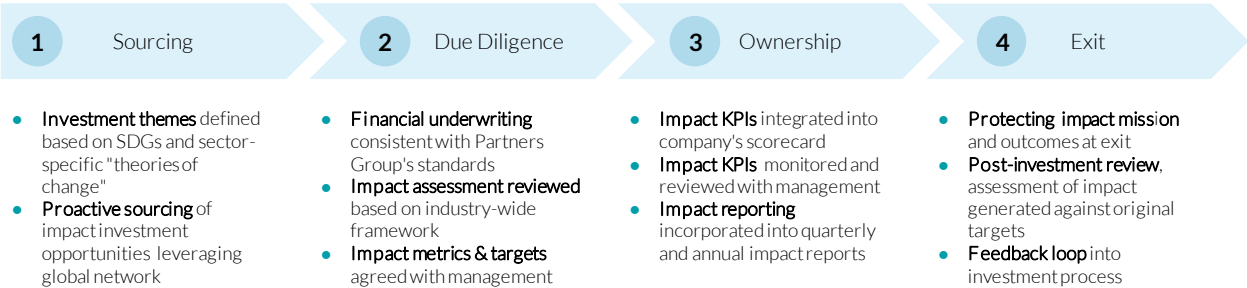 1 Sourcing
2 Due Diligence
3 Ownership
4 Exit
• Investment themes defined
based on SDGs and sector-
specific "theories of
change"
• Proactive sourcing of
impact investment
opportunities leveraging
global network
• Financial underwriting
consistent with Partners
Group's standards
• Impact assessment reviewed
based on industry-wide
framework
• Impact metrics & targets
agreed with management
• Impact KPIs integrated into
company's scorecard
• Impact KPIs monitored and
reviewed with management
• Impact reporting
incorporated into quarterly
and annual impact reports
• Protecting impact mission
and outcomes at exit
• Post-investment review,
assessment of impact
generated against original
targets
• Feedback loop into
investment process